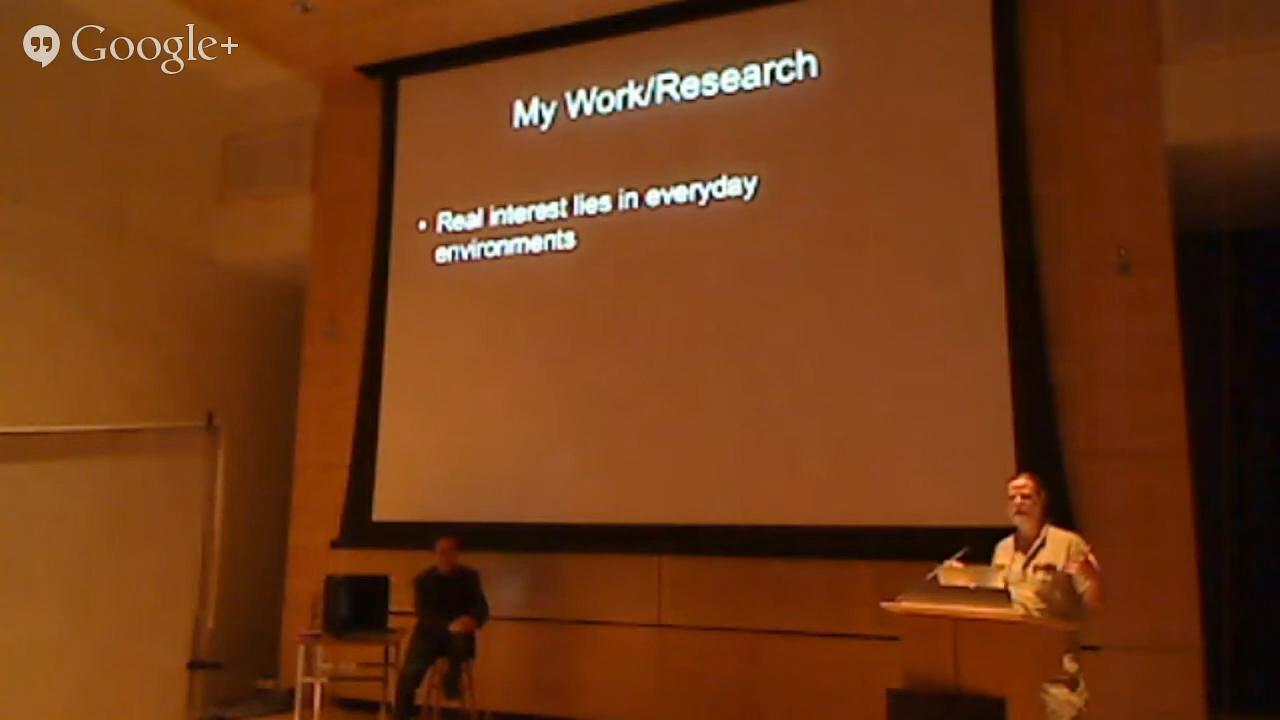 Google+
My Work/Research
• Real interest lies in everyday
environments